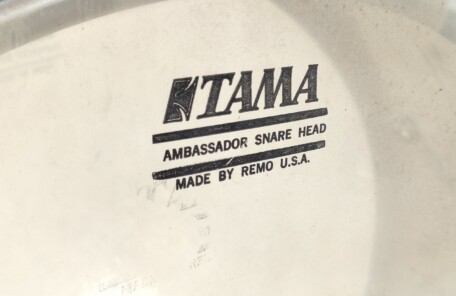 TAMA
AMBASSADOR SNARE HEAD
MADE BY REMO U.S.A.